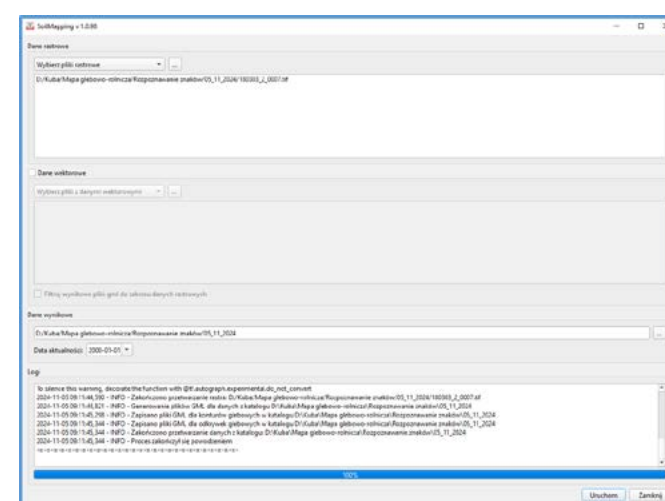 SoilMapping v 1.0.98
Dane rastrowe
Wybierz pliki rastrowe
...
D:/Kuba/Mapa glebowo-rolnicza/Rozpoznawanie znaków/05_11_2024/180303_2_0007.tif
Dane wektorowe
Wybierz pliki z danymi wektorowymi
...
Filtruj wynikowe pliki gml do zakresu danych rastrowych
Dane wynikowe
D:/Kuba/Mapa glebowo-rolnicza/Rozpoznawanie znaków/05_11_2024
...
Data aktualności: 2000-01-01
Logi
To silence this warning, decorate the function with @tf.autograph.experimental.do_not_convert
2024-11-05 09:11:44,590 - INFO - Zakończono przetwarzanie rastra: D:/Kuba/Mapa glebowo-rolnicza/Rozpoznawanie znaków/05_11_2024/180303_2_0007.tif
2024-11-05 09:11:44,821 - INFO - Generowanie plików GML dla danych z katalogu D:\Kuba\Mapa glebowo-rolnicza\Rozpoznawanie znaków\05_11_2024
2024-11-05 09:11:45,298 - INFO - Zapisano pliki GML dla konturów glebowych w katalogu D:\Kuba\Mapa glebowo-rolnicza\Rozpoznawanie znaków\05_11_2024
2024-11-05 09:11:45,344 - INFO - Zapisano pliki GML dla odkrywek glebowych w katalogu D:\Kuba\Mapa glebowo-rolnicza\Rozpoznawanie znaków\05_11_2024
2024-11-05 09:11:45,344 - INFO - Zakończono przetwarzanie danych z katalogu: D:\Kuba\Mapa glebowo-rolnicza\Rozpoznawanie znaków\05_11_2024
2024-11-05 09:11:45,344 - INFO - Proces zakończył się powodzeniem
100%
Uruchom Zamknij